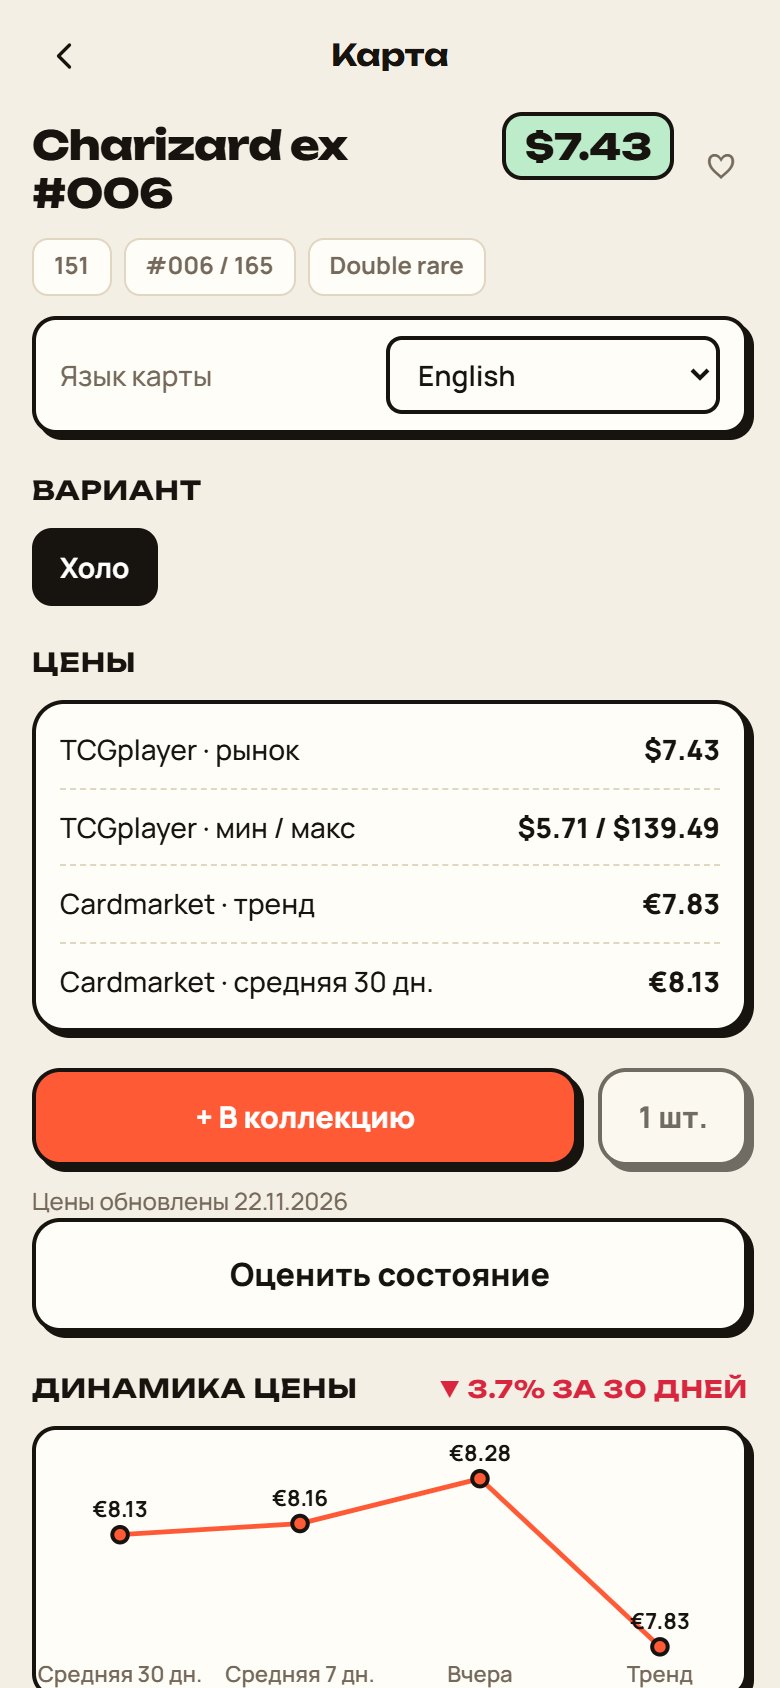 Карта
Charizard ex
#006
$7.43
151
#006 / 165
Double rare
Язык карты
English
ВАРИАНТ
Холо
ЦЕНЫ
TCGplayer · рынок $7.43
TCGplayer · мин / макс $5.71 / $139.49
Cardmarket · тренд €7.83
Cardmarket · средняя 30 дн. €8.13
+ В коллекцию
1 шт.
Цены обновлены 22.11.2026
Оценить состояние
ДИНАМИКА ЦЕНЫ ▼ 3.7% ЗА 30 ДНЕЙ
€8.13 €8.16 €8.28 €7.83
Средняя 30 дн. Средняя 7 дн. Вчера Тренд